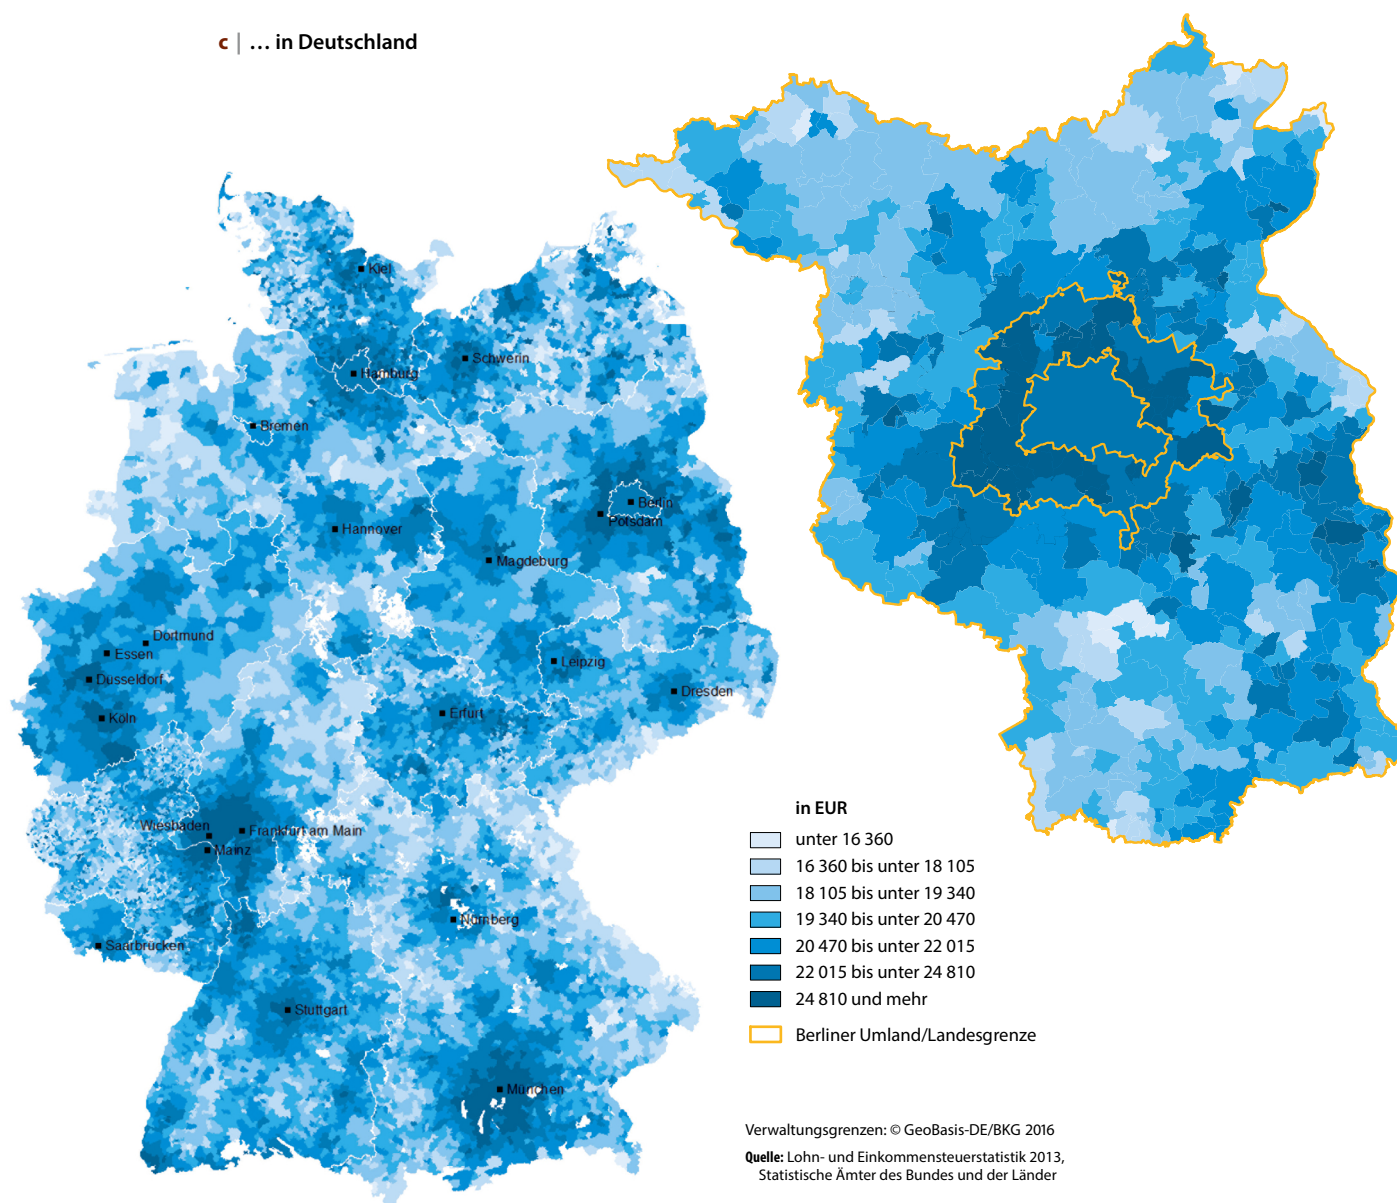 c | … in Deutschland
Kiel
Schwerin
Hamburg
Bremen
Berlin
Potsdam
Hannover
Magdeburg
Dortmund
Essen
Düsseldorf
Leipzig
Dresden
Köln
Erfurt
Wiesbaden
Frankfurt am Main
Mainz
Nürnberg
Saarbrücken
Stuttgart
München
in EUR
unter 16 360
16 360 bis unter 18 105
18 105 bis unter 19 340
19 340 bis unter 20 470
20 470 bis unter 22 015
22 015 bis unter 24 810
24 810 und mehr
Berliner Umland/Landesgrenze
Verwaltungsgrenzen: © GeoBasis-DE/BKG 2016
Quelle: Lohn- und Einkommensteuerstatistik 2013,
Statistische Ämter des Bundes und der Länder